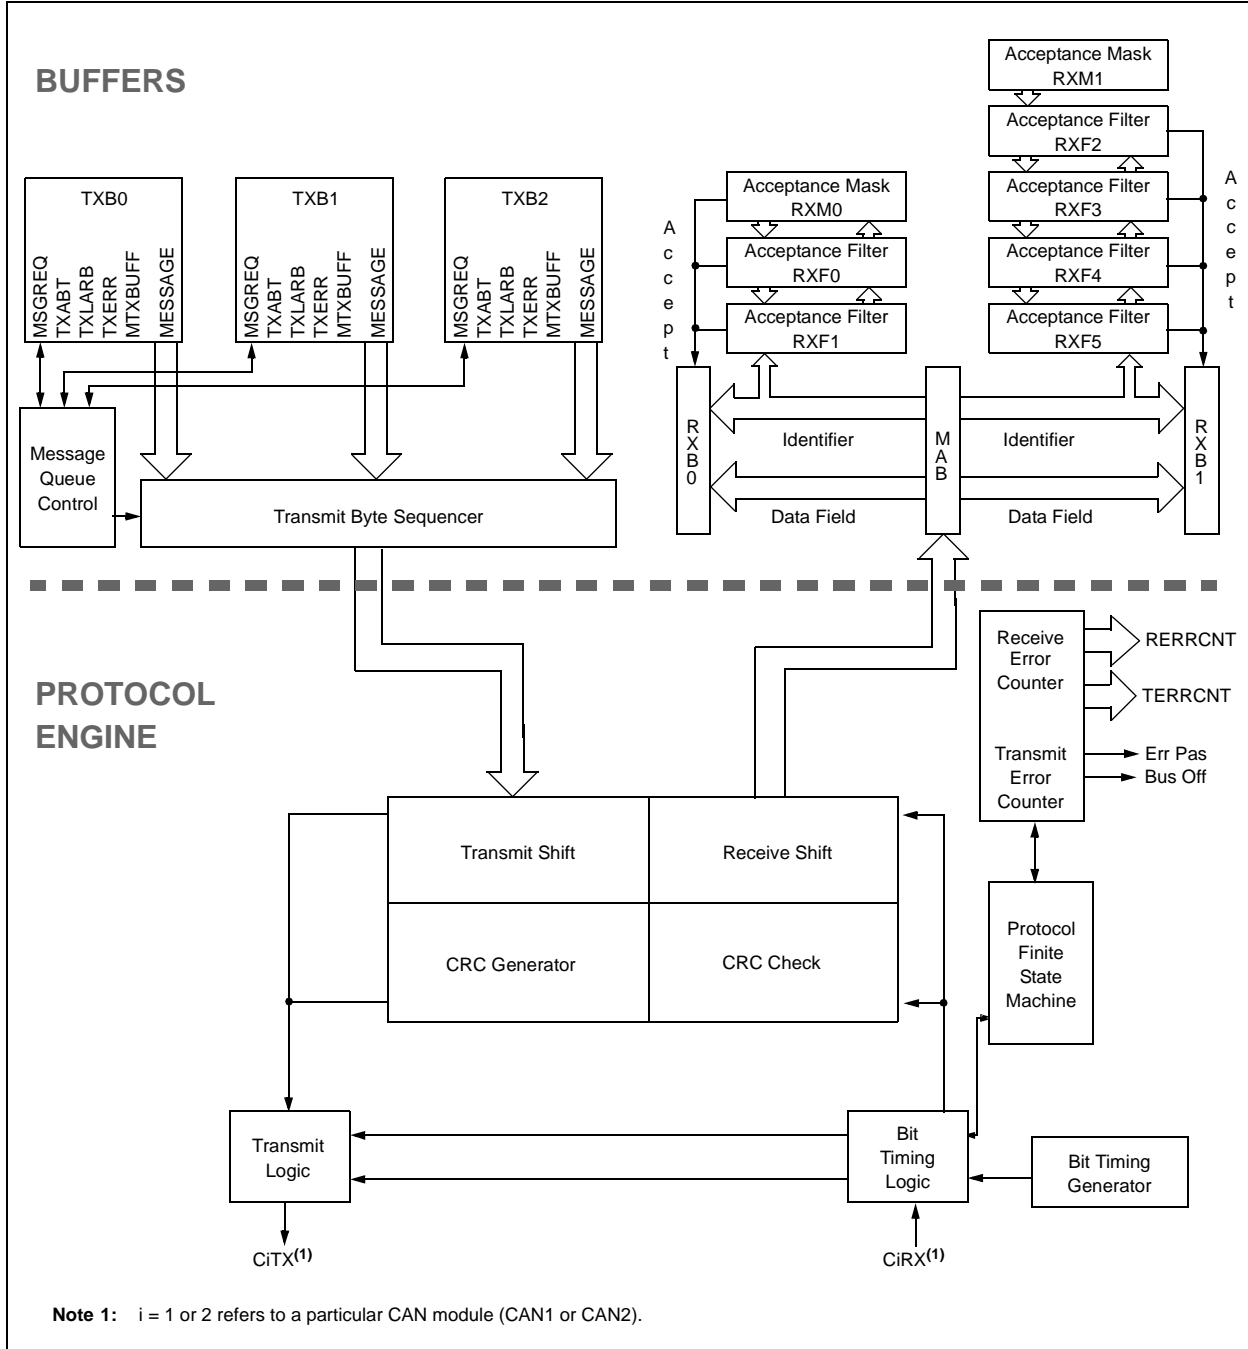 BUFFERS
Acceptance Mask
RXM1
Acceptance Filter
RXF2
Acceptance Filter
RXF3
Acceptance Filter
RXF4
Acceptance Filter
RXF5
Accept
Acceptance Mask
RXM0
Acceptance Filter
RXF0
Acceptance Filter
RXF1
Accept
TXB0
MSGREQ
TXABT
TXLARB
TXERR
MTXBUFF
MESSAGE
TXB1
MSGREQ
TXABT
TXLARB
TXERR
MTXBUFF
MESSAGE
TXB2
MSGREQ
TXABT
TXLARB
TXERR
MTXBUFF
MESSAGE
Message
Queue
Control
Transmit Byte Sequencer
RXB0
Identifier
Data Field
MAB
Identifier
Data Field
RXB1
PROTOCOL
ENGINE
Receive
Error
Counter
Transmit
Error
Counter
RERRCNT
TERRCNT
Err Pas
Bus Off
Transmit Shift
Receive Shift
CRC Generator
CRC Check
Protocol
Finite
State
Machine
Transmit
Logic
Bit
Timing
Logic
Bit Timing
Generator
CiTX(1)
CiRX(1)
Note 1: i = 1 or 2 refers to a particular CAN module (CAN1 or CAN2).